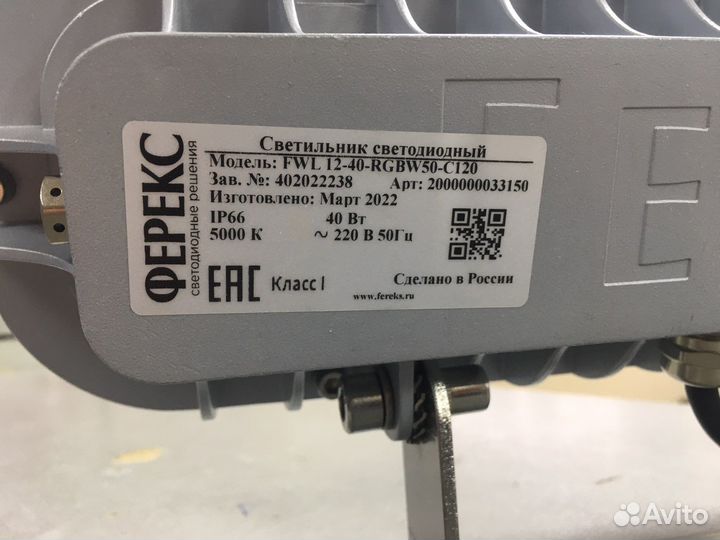 ФЕРЕКС
светодиодные решения
Светильник светодиодный
Модель: FWL 12-40-RGBW50-C120
Зав. №: 402022238 Арт: 2000000033150
Изготовлено: Март 2022
IP66 40 Вт
5000 К ~ 220 В 50Гц
EAC Класс I Сделано в России
www.fereks.ru
F E
Avito